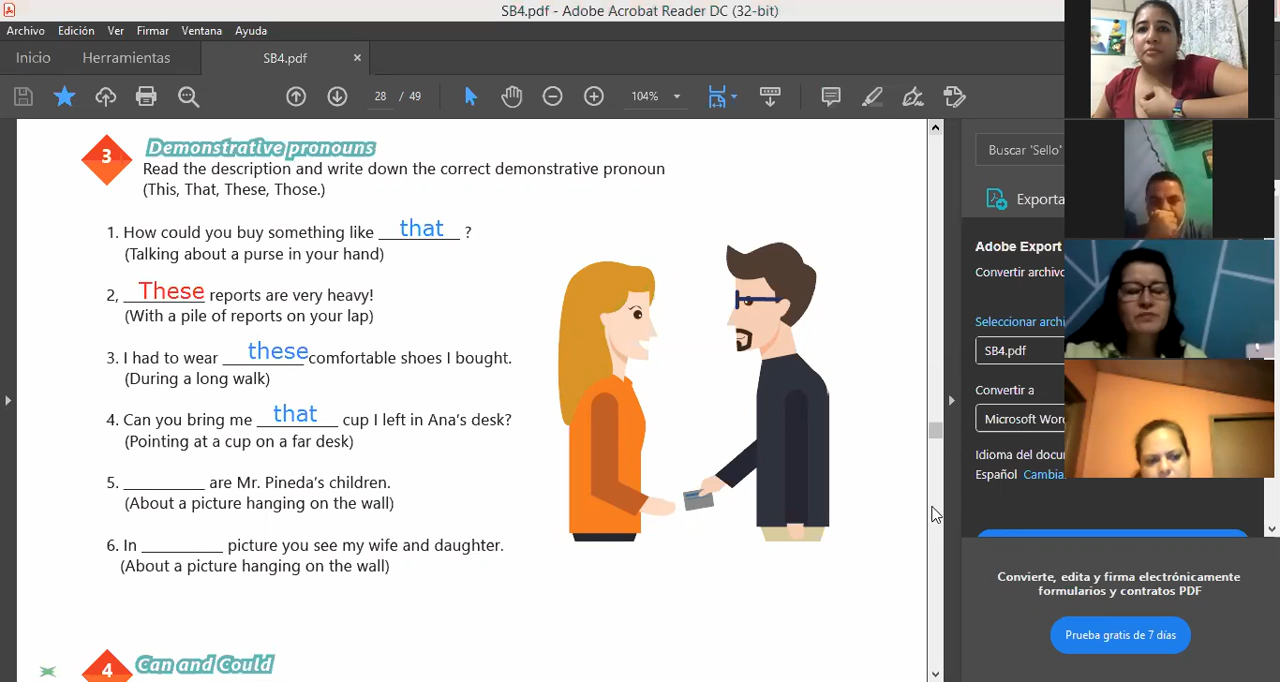 SB4.pdf - Adobe Acrobat Reader DC (32-bit)
Archivo Edición Ver Firmar Ventana Ayuda
Inicio Herramientas SB4.pdf ×
28 / 49 104%
3 Demonstrative pronouns
Read the description and write down the correct demonstrative pronoun
(This, That, These, Those.)
1. How could you buy something like that ?
(Talking about a purse in your hand)
2, These reports are very heavy!
(With a pile of reports on your lap)
3. I had to wear these comfortable shoes I bought.
(During a long walk)
4. Can you bring me that cup I left in Ana's desk?
(Pointing at a cup on a far desk)
5. ________ are Mr. Pineda's children.
(About a picture hanging on the wall)
6. In ________ picture you see my wife and daughter.
(About a picture hanging on the wall)
4 Can and Could
Buscar 'Sello'
Exporta
Adobe Export
Convertir archivo
Seleccionar archi
SB4.pdf
Convertir a
Microsoft Word
Idioma del docu
Español Cambia
Convierte, edita y firma electrónicamente
formularios y contratos PDF
Prueba gratis de 7 días